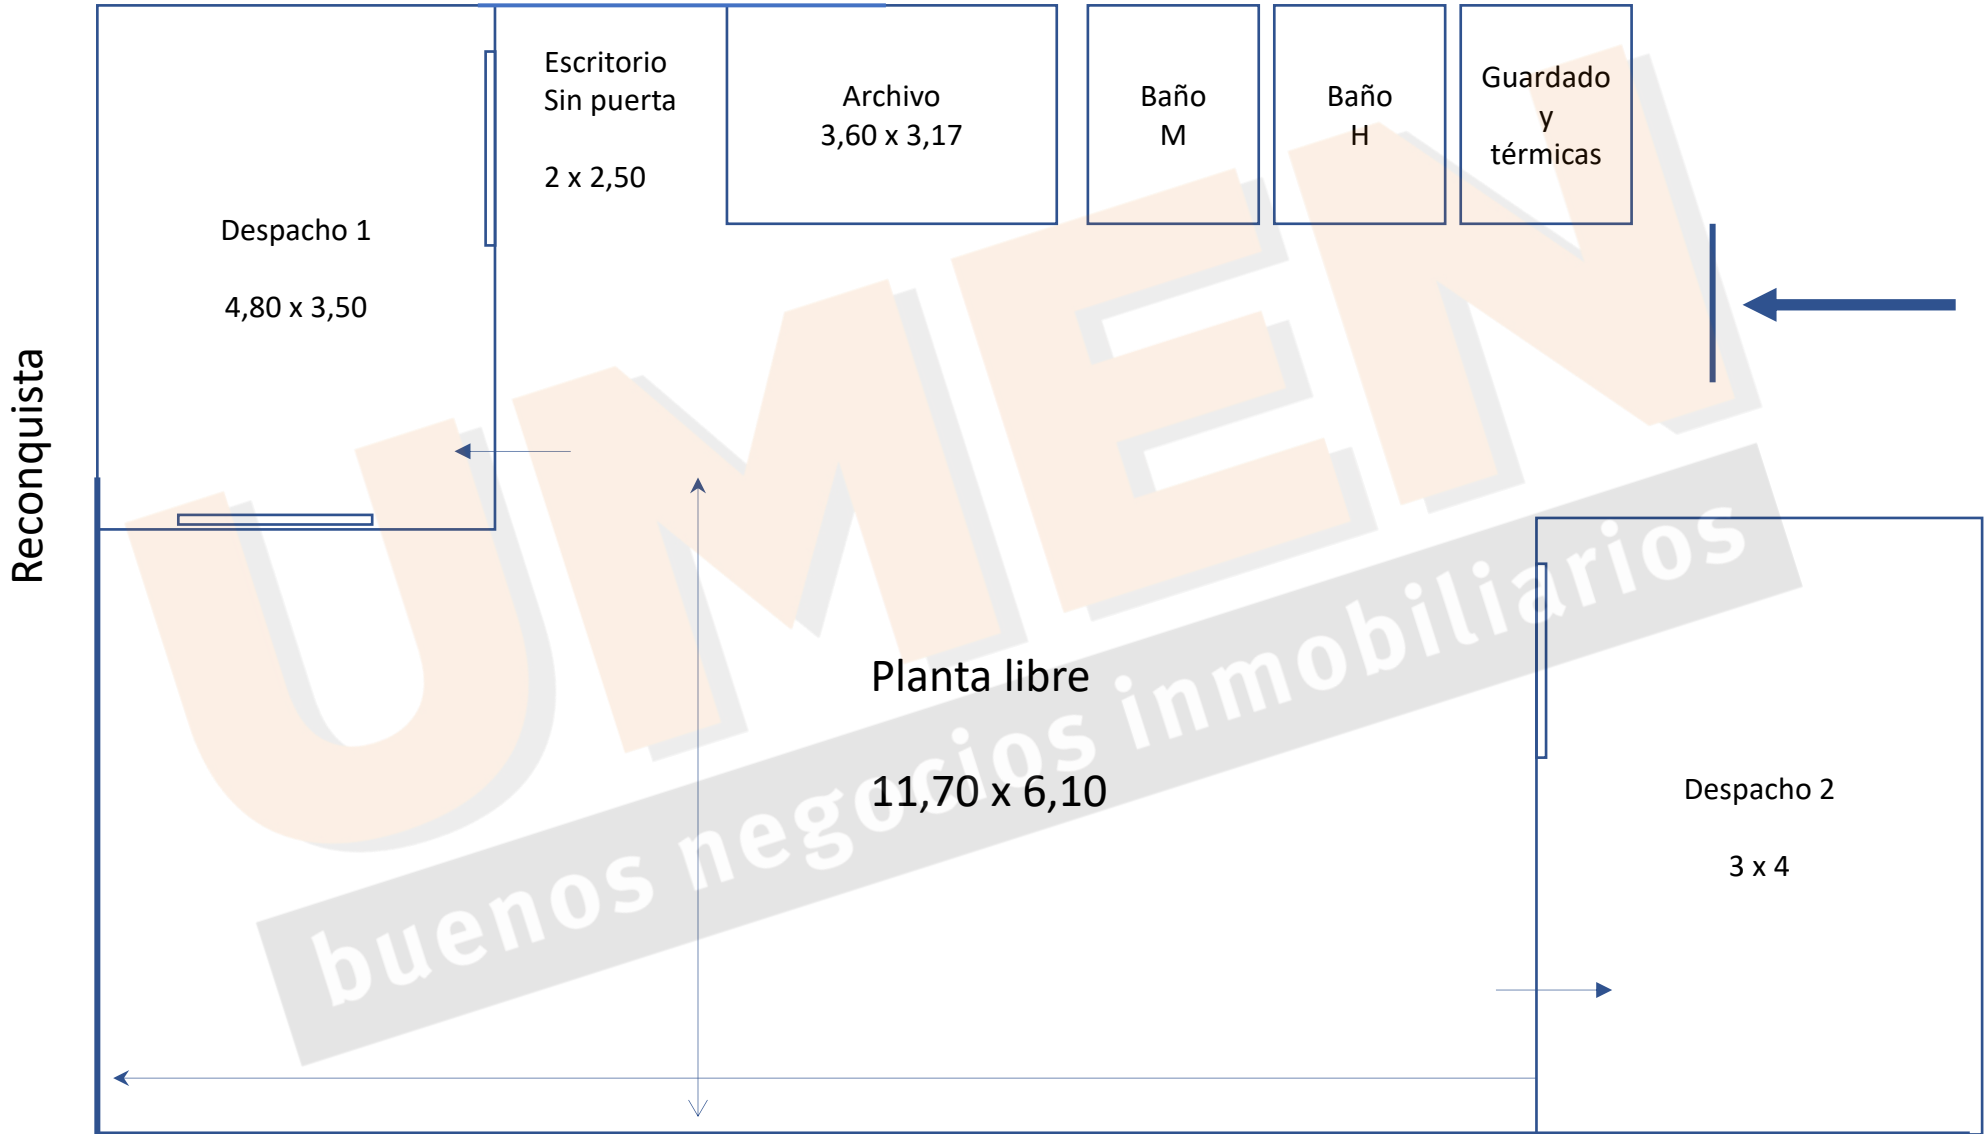 Escritorio
Sin puerta
2 x 2,50
Archivo
3,60 x 3,17
Baño
M
Baño
H
Guardado
y
térmicas
Despacho 1
4,80 x 3,50
Reconquista
Planta libre
11,70 x 6,10
Despacho 2
3 x 4
UMEN
buenos negocios inmobiliarios